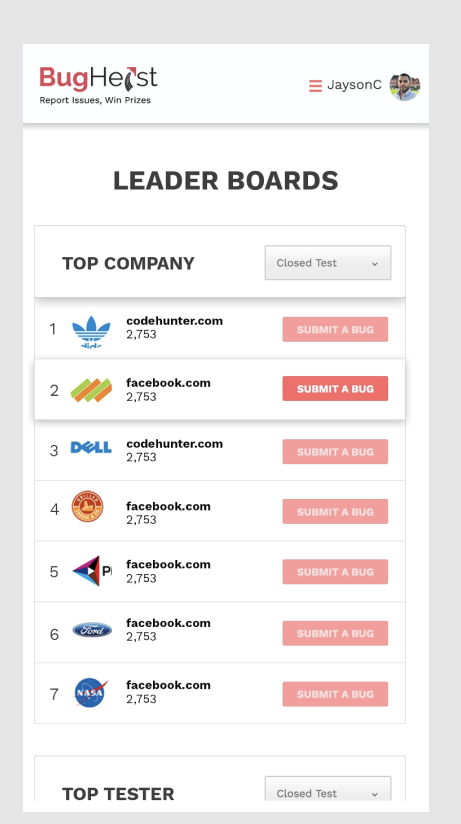 BugHeist
Report Issues, Win Prizes
JaysonC
LEADER BOARDS
TOP COMPANY
Closed Test
1
codehunter.com
2,753
SUBMIT A BUG
2
facebook.com
2,753
SUBMIT A BUG
3
DELL
codehunter.com
2,753
SUBMIT A BUG
4
facebook.com
2,753
SUBMIT A BUG
5
P
facebook.com
2,753
SUBMIT A BUG
6
Ford
facebook.com
2,753
SUBMIT A BUG
7
NASA
facebook.com
2,753
SUBMIT A BUG
TOP TESTER
Closed Test